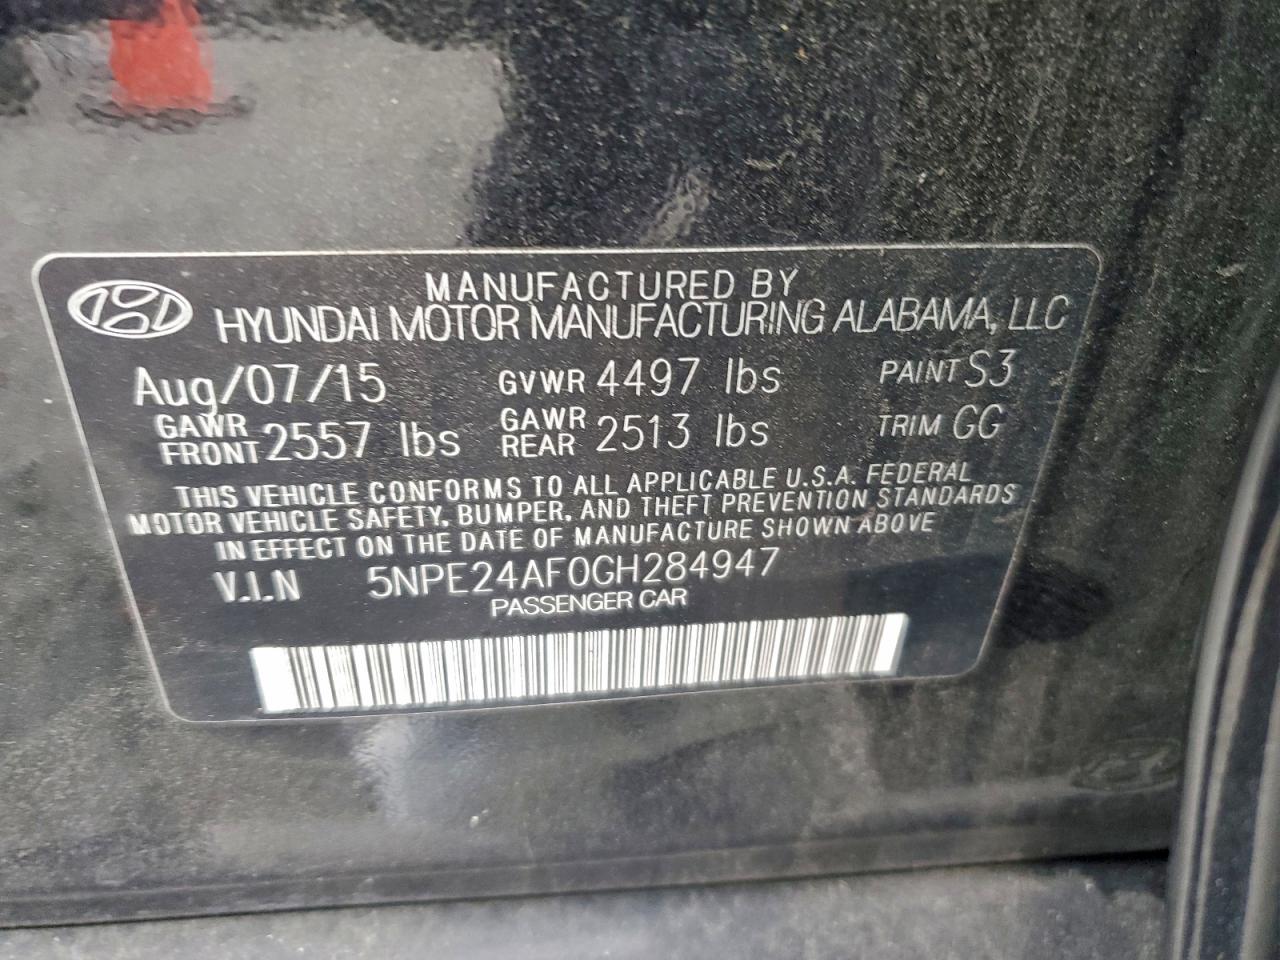 MANUFACTURED BY
HYUNDAI MOTOR MANUFACTURING ALABAMA, LLC
Aug/07/15 GVWR 4497 lbs PAINT S3
GAWR FRONT 2557 lbs GAWR REAR 2513 lbs TRIM GG
THIS VEHICLE CONFORMS TO ALL APPLICABLE U.S.A. FEDERAL
MOTOR VEHICLE SAFETY, BUMPER, AND THEFT PREVENTION STANDARDS
IN EFFECT ON THE DATE OF MANUFACTURE SHOWN ABOVE
V.I.N 5NPE24AF0GH284947
PASSENGER CAR